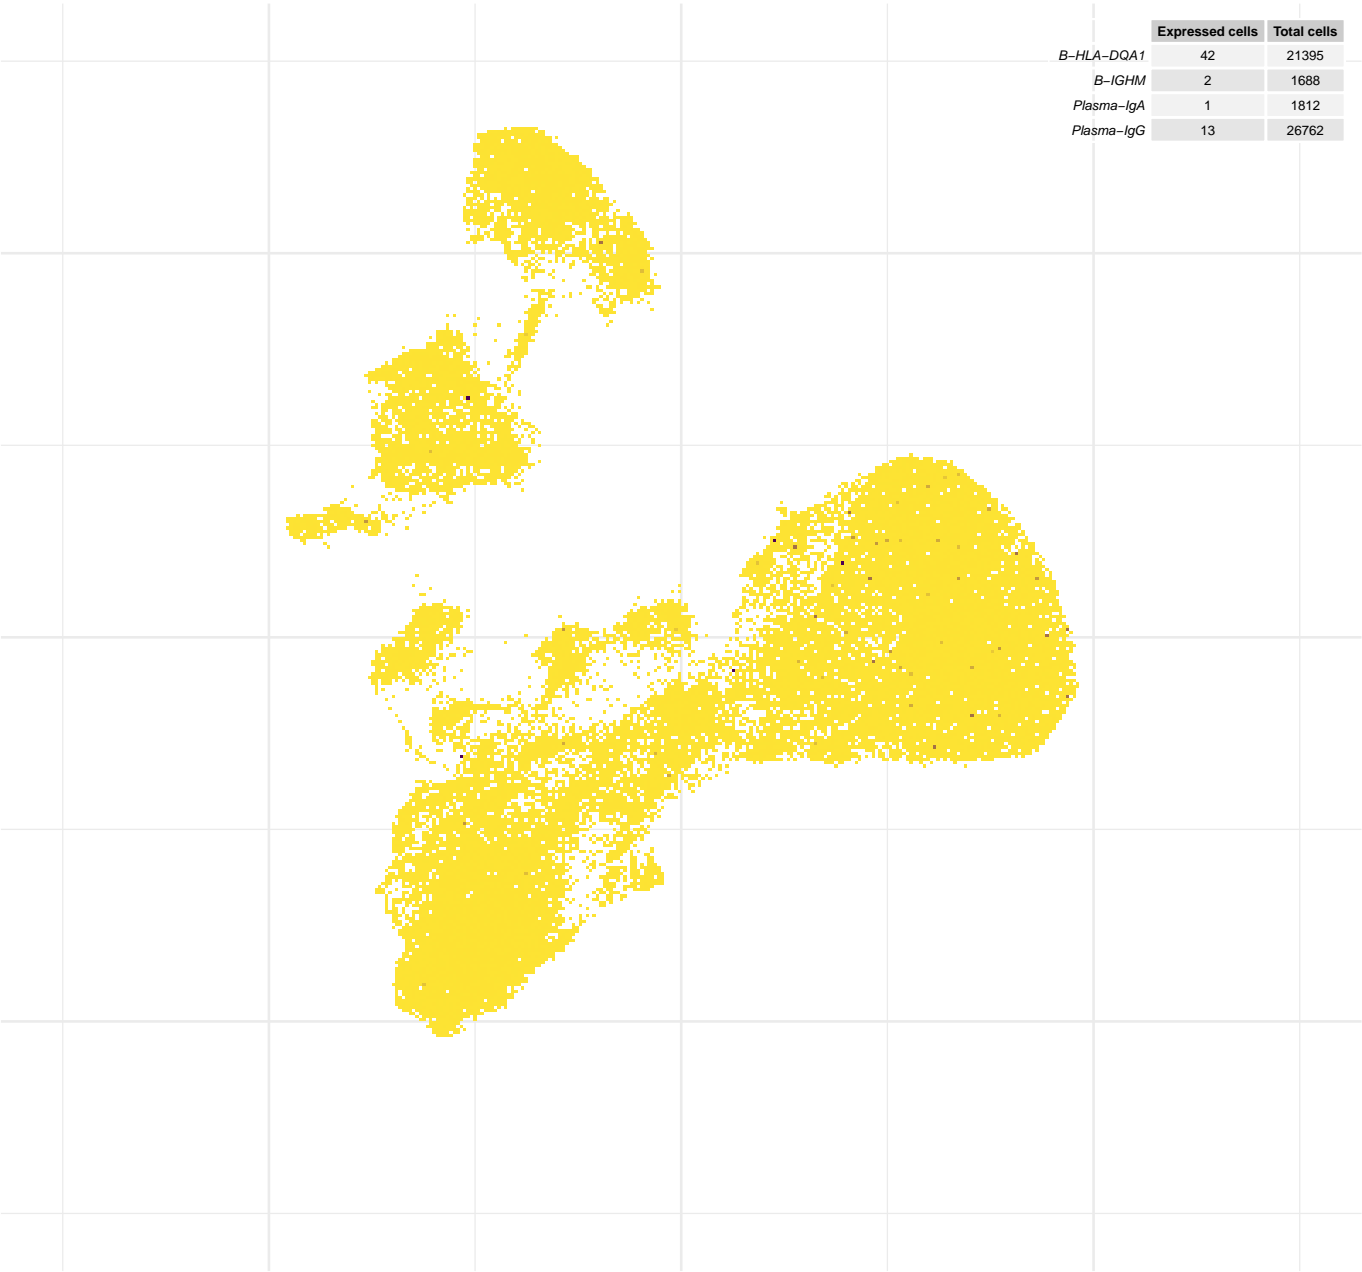 Expressed cells Total cells
B−HLA−DQA1 42 21395
B−IGHM 2 1688
Plasma−IgA 1 1812
Plasma−IgG 13 26762